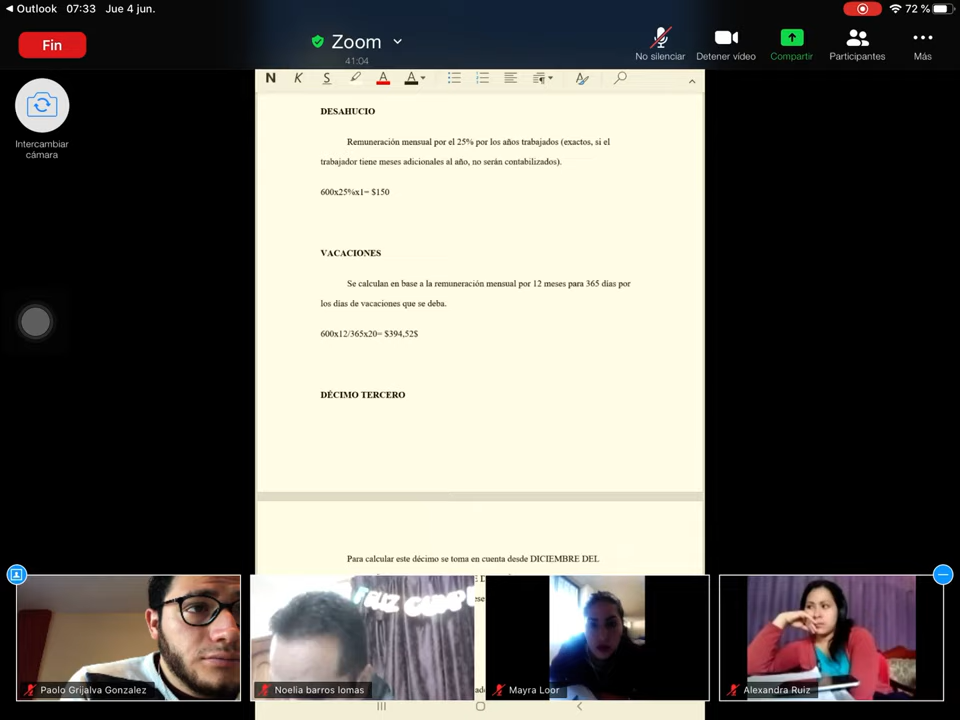 Outlook 07:33 Jue 4 jun. 72 %
Fin
Zoom
41:04
No silenciar
Detener vídeo
Compartir
Participantes
Más
Intercambiar
cámara
N K S A A
DESAHUCIO
Remuneración mensual por el 25% por los años trabajados (exactos, si el
trabajador tiene meses adicionales al año, no serán contabilizados).
600x25%x1= $150
VACACIONES
Se calculan en base a la remuneración mensual por 12 meses para 365 días por
los días de vacaciones que se deba.
600x12/365x20= $394,52$
DÉCIMO TERCERO
Para calcular este décimo se toma en cuenta desde DICIEMBRE DEL
FELIZ CUMPLE
Paolo Grijalva Gonzalez
Noelia barros lomas
Mayra Loor
Alexandra Ruiz